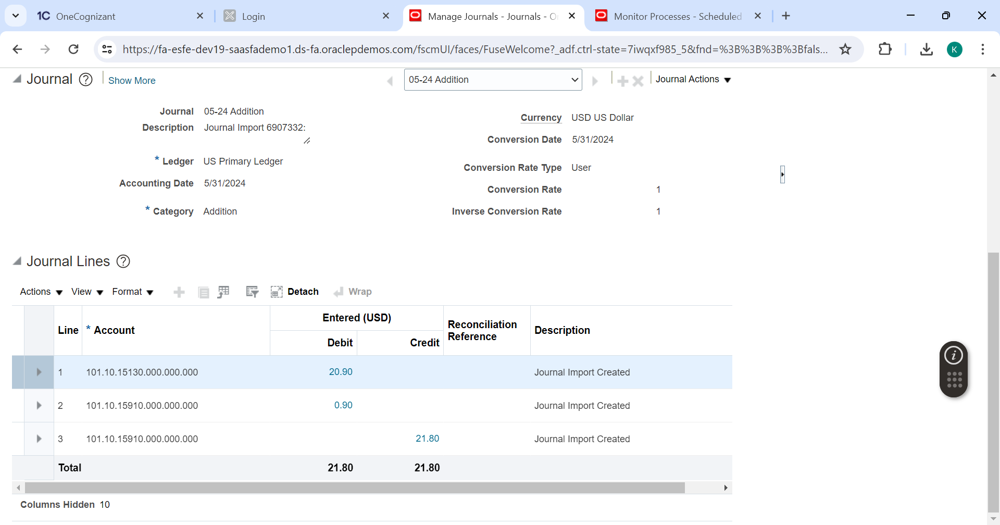 1C OneCognizant
Login
Manage Journals - Journals - O
Monitor Processes - Scheduled
https://fa-esfe-dev19-saasfademo1.ds-fa.oraclepdemos.com/fscmUI/faces/FuseWelcome?_adf.ctrl-state=7iwqxf985_5&fnd=%3B%3B%3B%3Bfals...
K
Journal ? Show More
05-24 Addition
Journal Actions
Journal 05-24 Addition
Description Journal Import 6907332:
* Ledger US Primary Ledger
Accounting Date 5/31/2024
* Category Addition
Currency USD US Dollar
Conversion Date 5/31/2024
Conversion Rate Type User
Conversion Rate 1
Inverse Conversion Rate 1
Journal Lines ?
Actions View Format Detach Wrap
Line * Account Entered (USD) Reconciliation Reference Description
Debit Credit
1 101.10.15130.000.000.000 20.90 Journal Import Created
2 101.10.15910.000.000.000 0.90 Journal Import Created
3 101.10.15910.000.000.000 21.80 Journal Import Created
Total 21.80 21.80
Columns Hidden 10
i